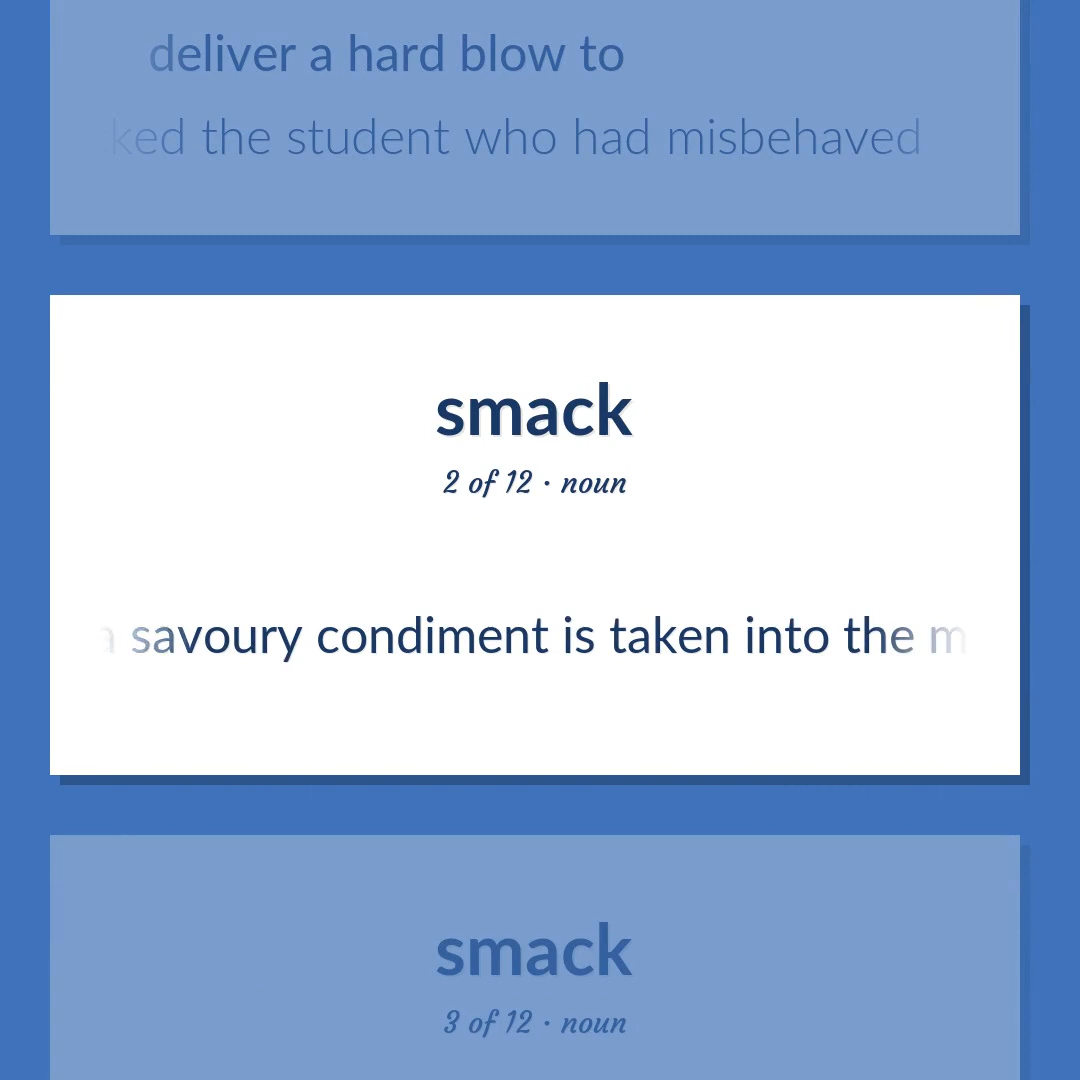 deliver a hard blow to
the student who had misbehaved
smack
2 of 12 · noun
a savoury condiment is taken into the
smack
3 of 12 · noun